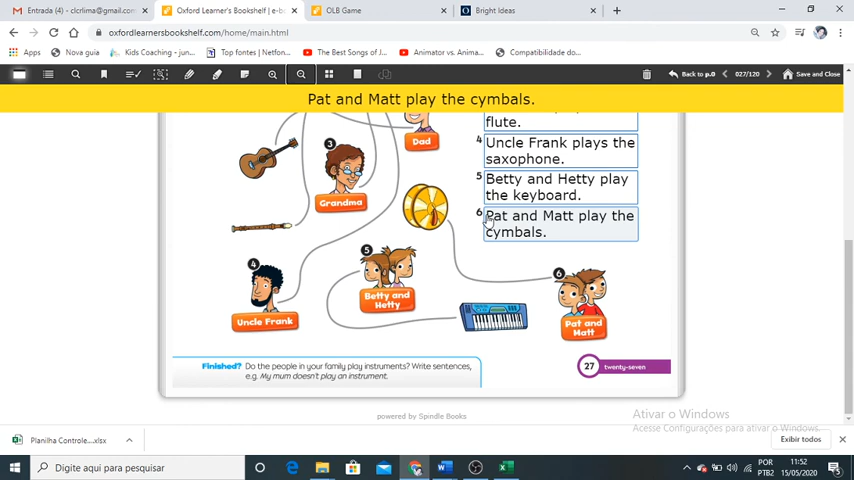 Entrada (4) - clcrlima@gmail.com
Oxford Learner's Bookshelf | e-bo
OLB Game
Bright Ideas
oxfordlearnersbookshelf.com/home/main.html
Apps
Kids Coaching - jun...
Top fontes | Netfon...
The Best Songs of J...
Animator vs. Anima...
Compatibilidade do...
Back to p.0
027/120
Save and Close
Pat and Matt play the cymbals.
flute.
Dad
4 Uncle Frank plays the
saxophone.
3
Grandma
5 Betty and Hetty play
the keyboard.
6 Pat and Matt play the
cymbals.
4
Uncle Frank
5
Betty and
Hetty
6
Pat and
Matt
Finished? Do the people in your family play instruments? Write sentences,
e.g. My mum doesn't play an instrument.
27 twenty-seven
powered by Spindle Books
Ativar o Windows
Acesse Configurações para ativar o Windows.
Planilha Controle....xlsx
Exibir todos
Digite aqui para pesquisar
POR
PTB2
11:52
15/05/2020